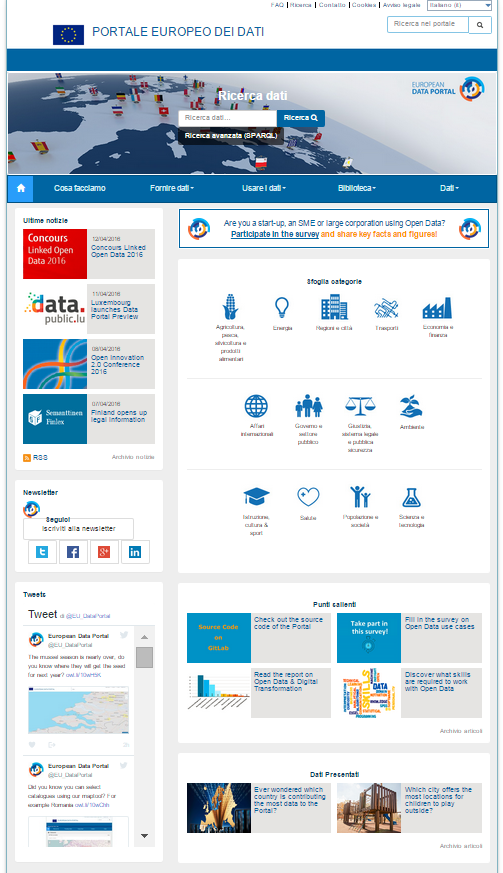 FAQ | Ricerca | Contatto | Cookies | Avviso legale
Italiano (it)
PORTALE EUROPEO DEI DATI
Ricerca nel portale
EUROPEAN
DATA PORTAL
Ricerca dati
Ricerca dati...
Ricerca
Ricerca avanzata (SPARQL)
Cosa facciamo
Fornire dati
Usare i dati
Biblioteca
Dati
Ultime notizie
Concours
Linked Open
Data 2016
12/04/2016
Concours Linked
Open Data 2016
data.
public.lu
11/04/2016
Luxembourg
launches Data
Portal Preview
08/04/2016
Open Innovation
2.0 Conference
2016
Semanttinen
Finlex
07/04/2016
Finland opens up
legal information
RSS
Archivio notizie
Newsletter
Seguici
Iscriviti alla newsletter
Tweets
Tweet di @EU_DataPortal
European Data Portal
@EU_DataPortal
The mussel season is nearly over, do
you know where they will get the seed
for next year?
European Data Portal
@EU_DataPortal
Did you know you can select
catalogues using our maptool? For
example Romania
Are you a start-up, an SME or large corporation using Open Data?
Participate in the survey and share key facts and figures!
Sfoglia categorie
Agricoltura,
pesca,
silvicoltura e
prodotti
alimentari
Energia
Regioni e città
Trasporti
Economia e
finanza
Affari
internazionali
Governo e
settore
pubblico
Giustizia,
sistema legale
e pubblica
sicurezza
Ambiente
Istruzione,
cultura &
sport
Salute
Popolazione e
società
Scienza e
tecnologia
Punti salienti
Source Code
on
GitLab
Check out the source
code of the Portal
Take part in
this survey!
Fill in the survey on
Open Data use cases
Read the report on
Open Data & Digital
Transformation
SKILLS
DATA
Discover what skills
are required to work
with Open Data
Archivio articoli
Dati Presentati
Ever wondered which
country is contributing
the most data to the
Portal?
Which city offers the
most locations for
children to play
outside?
Archivio articoli